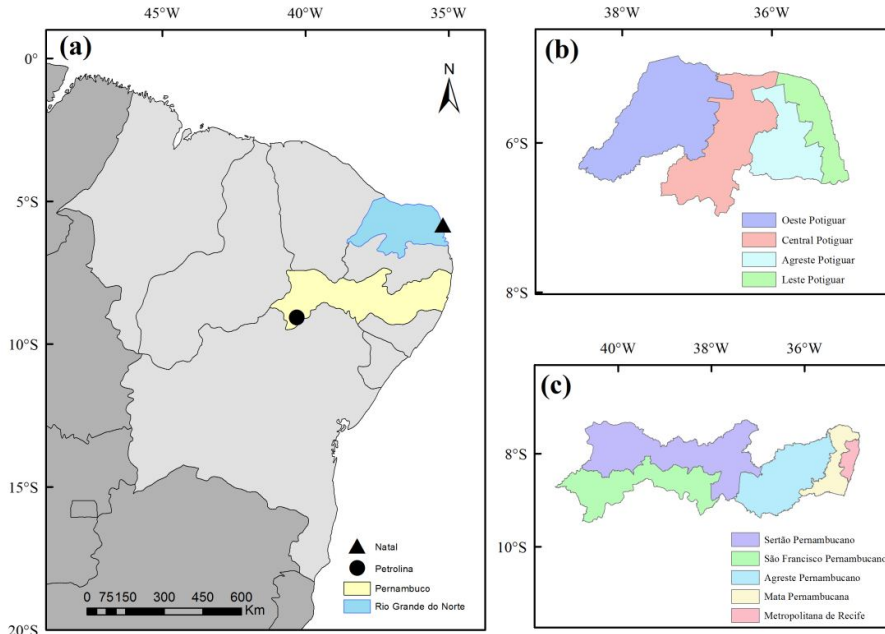 45°W 40°W 35°W
(a)
N
0°
5°S
10°S
15°S
20°S
Natal
Petrolina
Pernambuco
Rio Grande do Norte
0 75 150 300 450 600
Km
38°W 36°W
(b)
6°S
8°S
Oeste Potiguar
Central Potiguar
Agreste Potiguar
Leste Potiguar
40°W 38°W 36°W
(c)
8°S
10°S
Sertão Pernambucano
São Francisco Pernambucano
Agreste Pernambucano
Mata Pernambucana
Metropolitana de Recife